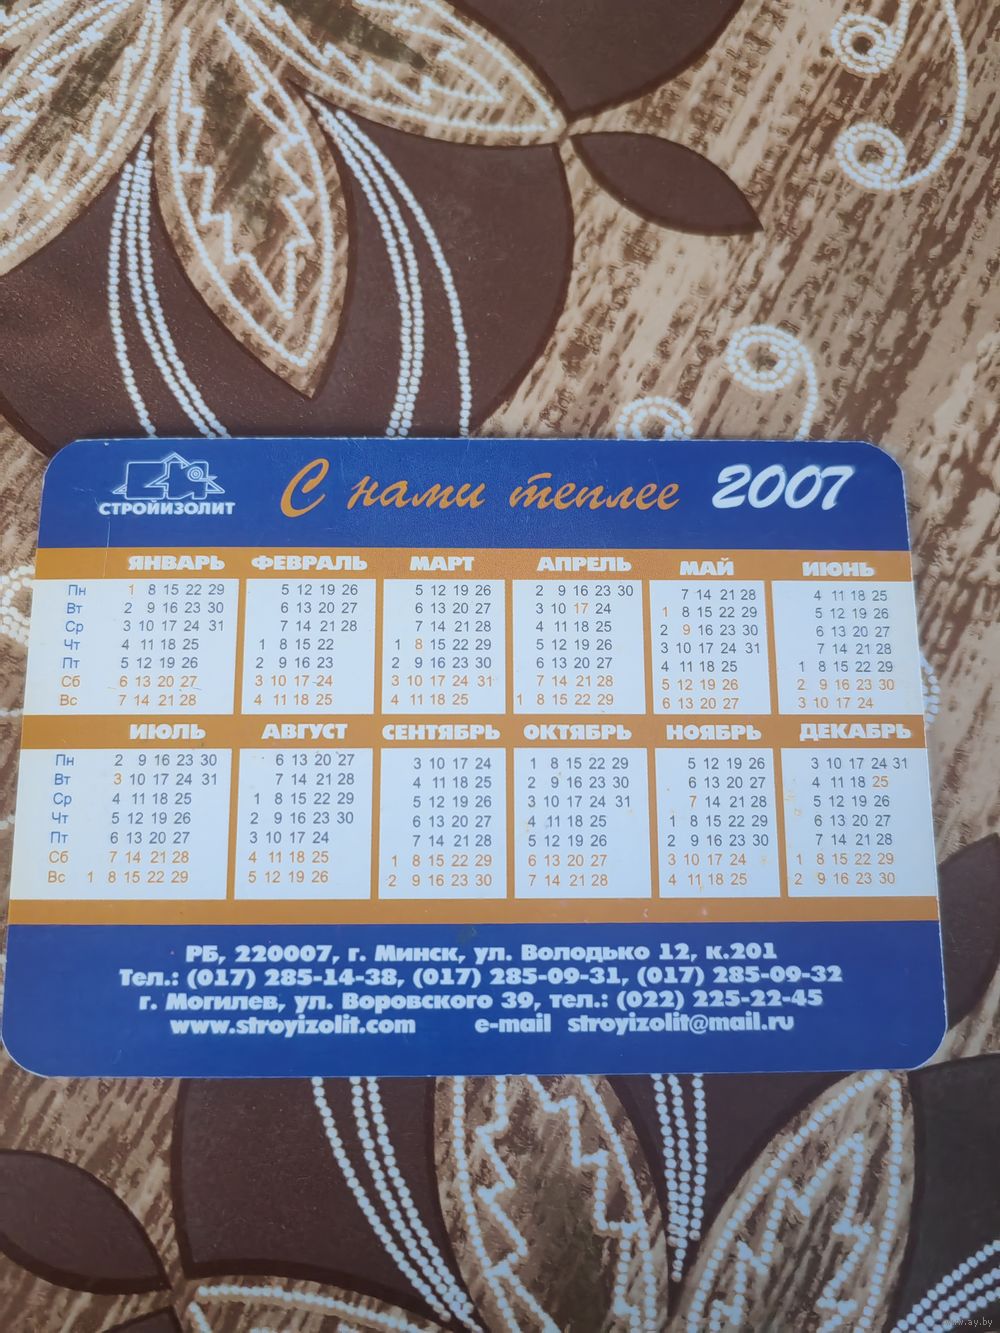 СТРОЙИЗОЛИТ С нами теплее 2007
ЯНВАРЬ ФЕВРАЛЬ МАРТ АПРЕЛЬ МАЙ ИЮНЬ
Пн 1 8 15 22 29 5 12 19 26 5 12 19 26 2 9 16 23 30 7 14 21 28 4 11 18 25
Вт 2 9 16 23 30 6 13 20 27 6 13 20 27 3 10 17 24 1 8 15 22 29 5 12 19 26
Ср 3 10 17 24 31 7 14 21 28 7 14 21 28 4 11 18 25 2 9 16 23 30 6 13 20 27
Чт 4 11 18 25 1 8 15 22 1 8 15 22 29 5 12 19 26 3 10 17 24 31 7 14 21 28
Пт 5 12 19 26 2 9 16 23 2 9 16 23 30 6 13 20 27 4 11 18 25 1 8 15 22 29
Сб 6 13 20 27 3 10 17 24 3 10 17 24 31 7 14 21 28 5 12 19 26 2 9 16 23 30
Вс 7 14 21 28 4 11 18 25 4 11 18 25 1 8 15 22 29 6 13 20 27 3 10 17 24
ИЮЛЬ АВГУСТ СЕНТЯБРЬ ОКТЯБРЬ НОЯБРЬ ДЕКАБРЬ
Пн 2 9 16 23 30 6 13 20 27 3 10 17 24 1 8 15 22 29 5 12 19 26 3 10 17 24 31
Вт 3 10 17 24 31 7 14 21 28 4 11 18 25 2 9 16 23 30 6 13 20 27 4 11 18 25
Ср 4 11 18 25 1 8 15 22 29 5 12 19 26 3 10 17 24 31 7 14 21 28 5 12 19 26
Чт 5 12 19 26 2 9 16 23 30 6 13 20 27 4 11 18 25 1 8 15 22 29 6 13 20 27
Пт 6 13 20 27 3 10 17 24 7 14 21 28 5 12 19 26 2 9 16 23 30 7 14 21 28
Сб 7 14 21 28 4 11 18 25 1 8 15 22 29 6 13 20 27 3 10 17 24 1 8 15 22 29
Вс 1 8 15 22 29 5 12 19 26 2 9 16 23 30 7 14 21 28 4 11 18 25 2 9 16 23 30
РБ, 220007, г. Минск, ул. Володько 12, к.201
Тел.: (017) 285-14-38, (017) 285-09-31, (017) 285-09-32
г. Могилев, ул. Воровского 39, тел.: (022) 225-22-45
www.stroyizolit.com e-mail stroyizolit@mail.ru
www.ay.by